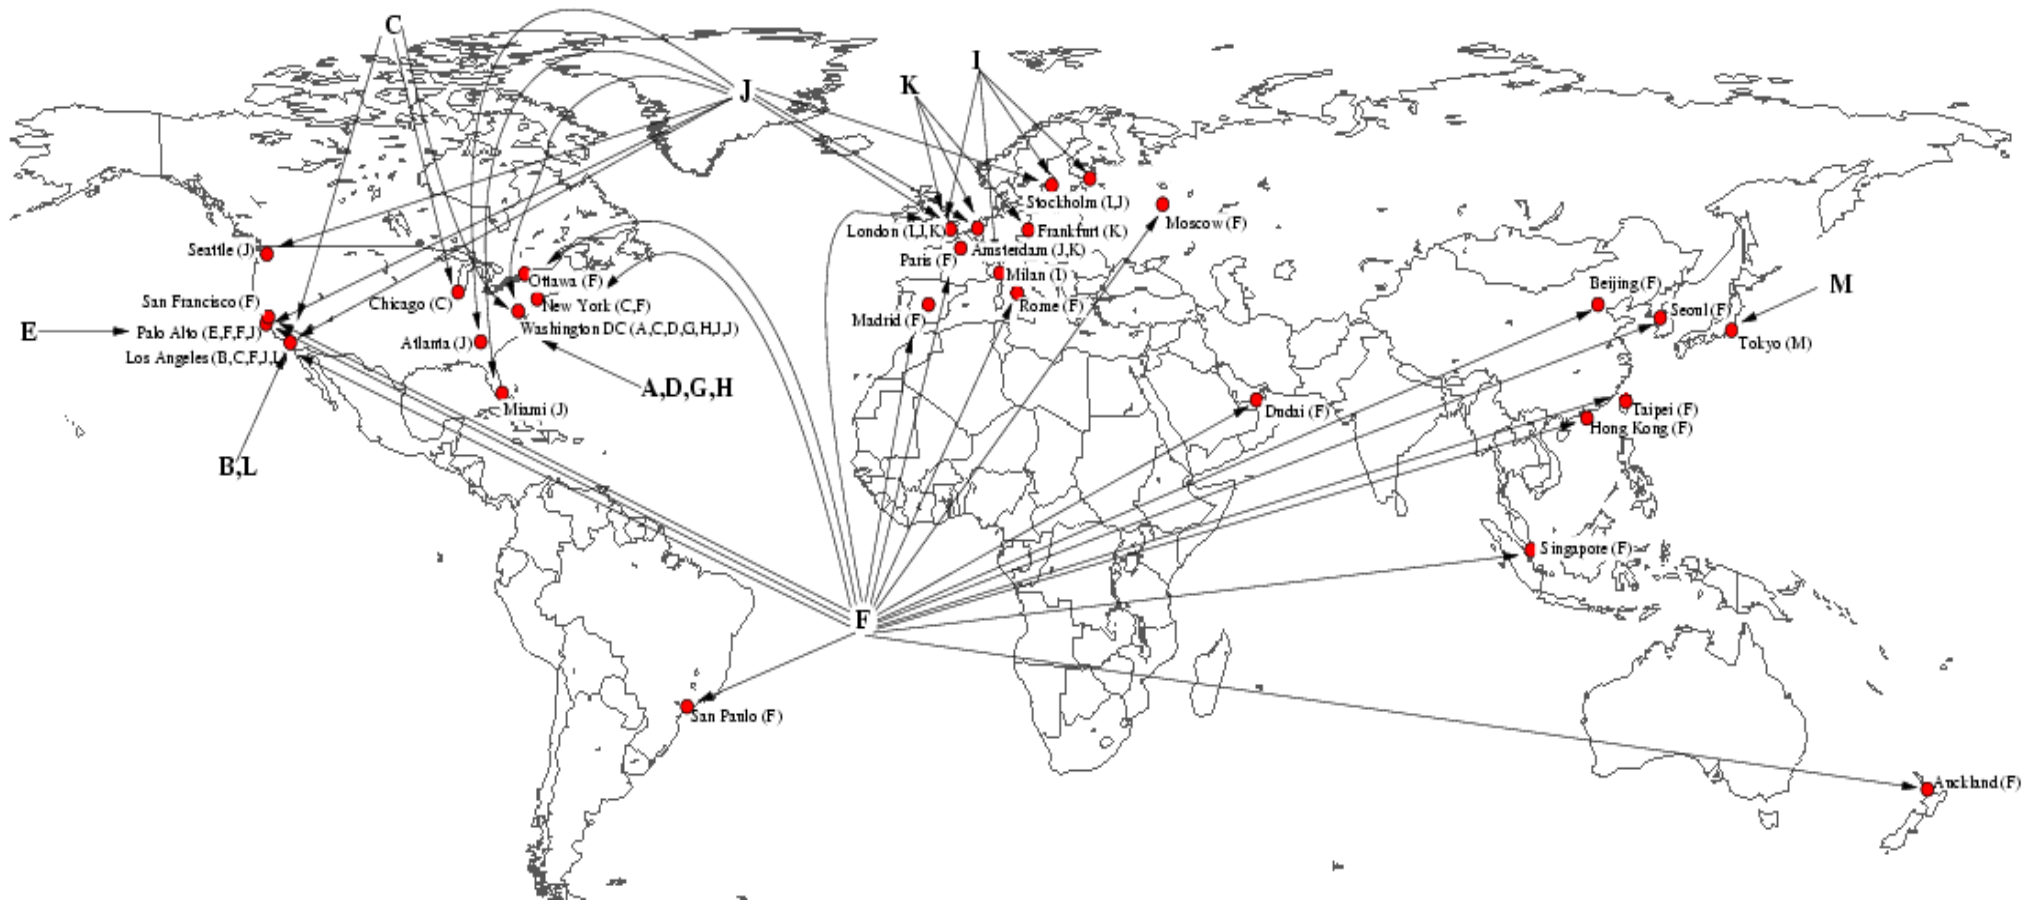 C
J
K
I
Stockholm (I,J)
Moscow (F)
London (I,J,K)
Frankfurt (K)
Seattle (J)
Paris (F)
Amsterdam (J,K)
Milan (I)
Ottawa (F)
Beijing (F)
M
San Francisco (F)
Chicago (C)
New York (C,F)
Madrid (F)
Rome (F)
Seoul (F)
E
Palo Alto (E,F,F,J)
Washington DC (A,C,D,G,H,J,J)
Atlanta (J)
Tokyo (M)
Los Angeles (B,C,F,J,L)
A,D,G,H
Miami (J)
Dudai (F)
Taipei (F)
Hong Kong (F)
B,L
Singapore (F)
F
San Paulo (F)
Auckland (F)